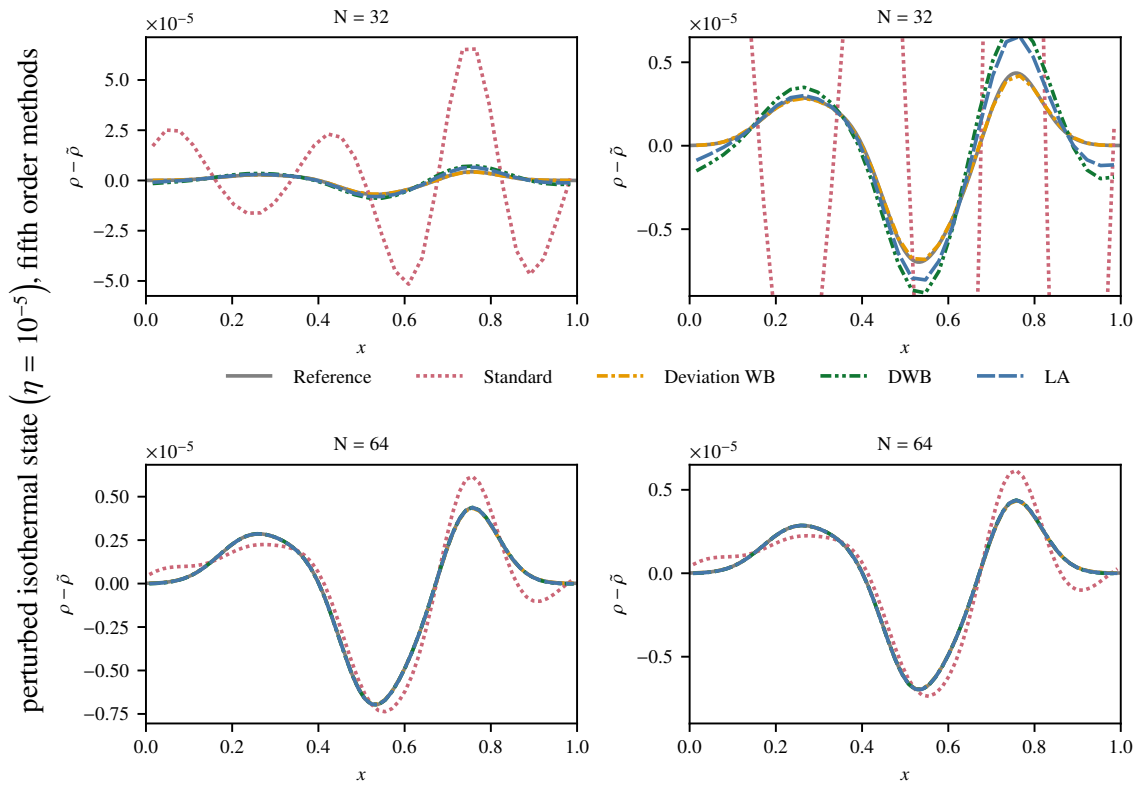 perturbed isothermal state (η = 10⁻⁵), fifth order methods
×10⁻⁵
N = 32
5.0
2.5
0.0
−2.5
−5.0
ρ − ρ̃
0.0 0.2 0.4 0.6 0.8 1.0
x
×10⁻⁵
N = 32
0.5
0.0
−0.5
ρ − ρ̃
0.0 0.2 0.4 0.6 0.8 1.0
x
Reference Standard Deviation WB DWB LA
×10⁻⁵
N = 64
0.50
0.25
0.00
−0.25
−0.50
−0.75
ρ − ρ̃
0.0 0.2 0.4 0.6 0.8 1.0
x
×10⁻⁵
N = 64
0.5
0.0
−0.5
ρ − ρ̃
0.0 0.2 0.4 0.6 0.8 1.0
x